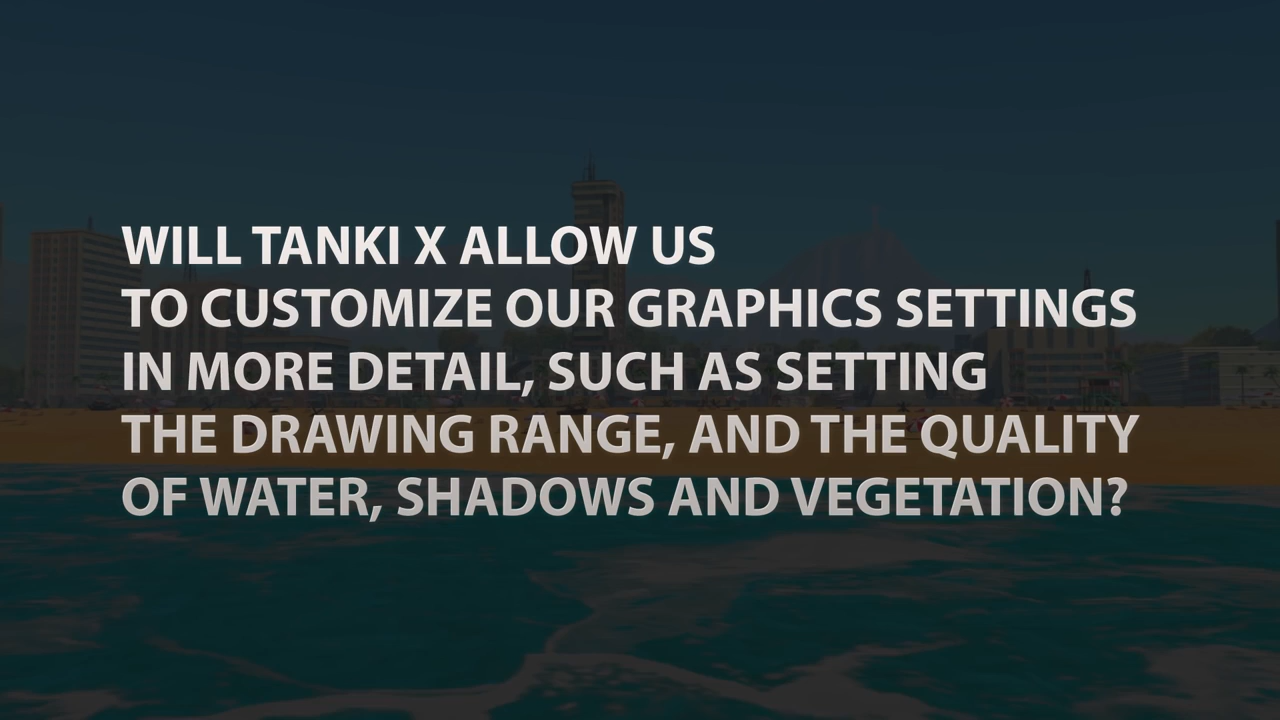 WILL TANKI X ALLOW US
TO CUSTOMIZE OUR GRAPHICS SETTINGS
IN MORE DETAIL, SUCH AS SETTING
THE DRAWING RANGE, AND THE QUALITY
OF WATER, SHADOWS AND VEGETATION?